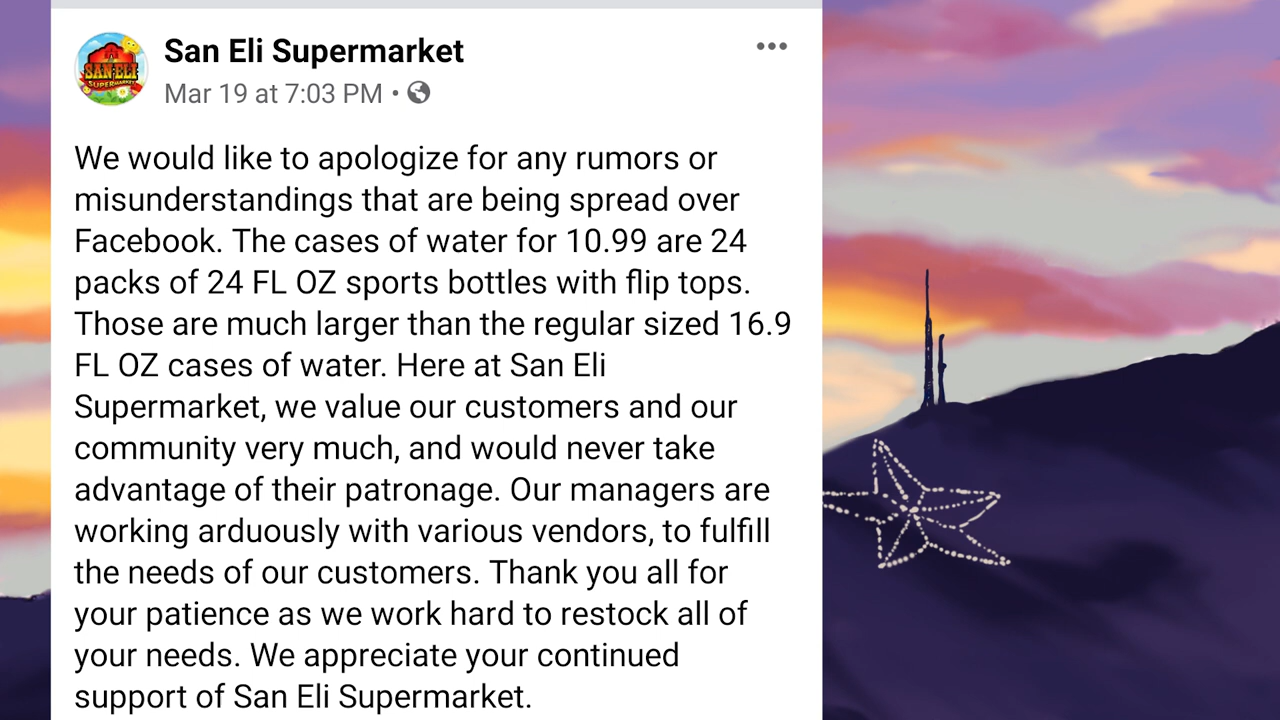 San Eli Supermarket
Mar 19 at 7:03 PM •
SAN ELI
SUPERMARKET
We would like to apologize for any rumors or
misunderstandings that are being spread over
Facebook. The cases of water for 10.99 are 24
packs of 24 FL OZ sports bottles with flip tops.
Those are much larger than the regular sized 16.9
FL OZ cases of water. Here at San Eli
Supermarket, we value our customers and our
community very much, and would never take
advantage of their patronage. Our managers are
working arduously with various vendors, to fulfill
the needs of our customers. Thank you all for
your patience as we work hard to restock all of
your needs. We appreciate your continued
support of San Eli Supermarket.